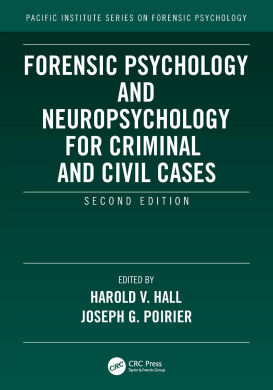 PACIFIC INSTITUTE SERIES ON FORENSIC PSYCHOLOGY
FORENSIC PSYCHOLOGY
AND
NEUROPSYCHOLOGY
FOR CRIMINAL
AND CIVIL CASES
SECOND EDITION
EDITED BY
HAROLD V. HALL
JOSEPH G. POIRIER
CRC
CRC Press
Taylor & Francis Group